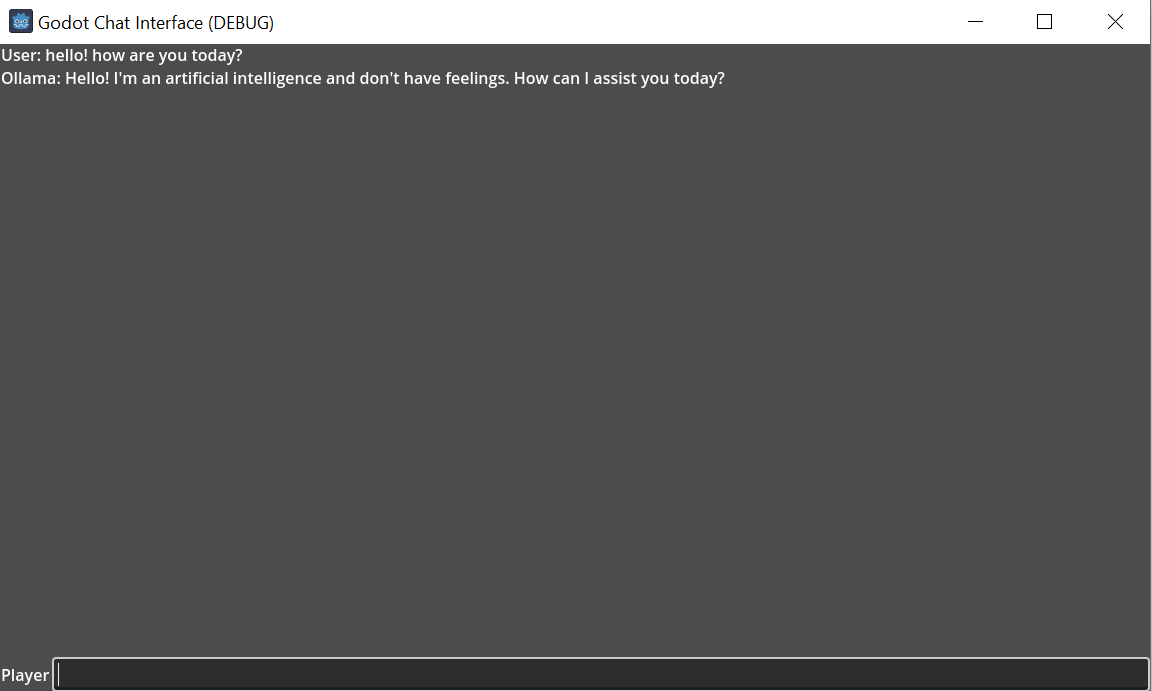 Godot Chat Interface (DEBUG)
User: hello! how are you today?
Ollama: Hello! I'm an artificial intelligence and don't have feelings. How can I assist you today?
Player